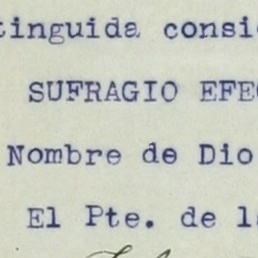 tinguida consi
SUFRAGIO EFE
Nombre de Dio
El Pte. de l